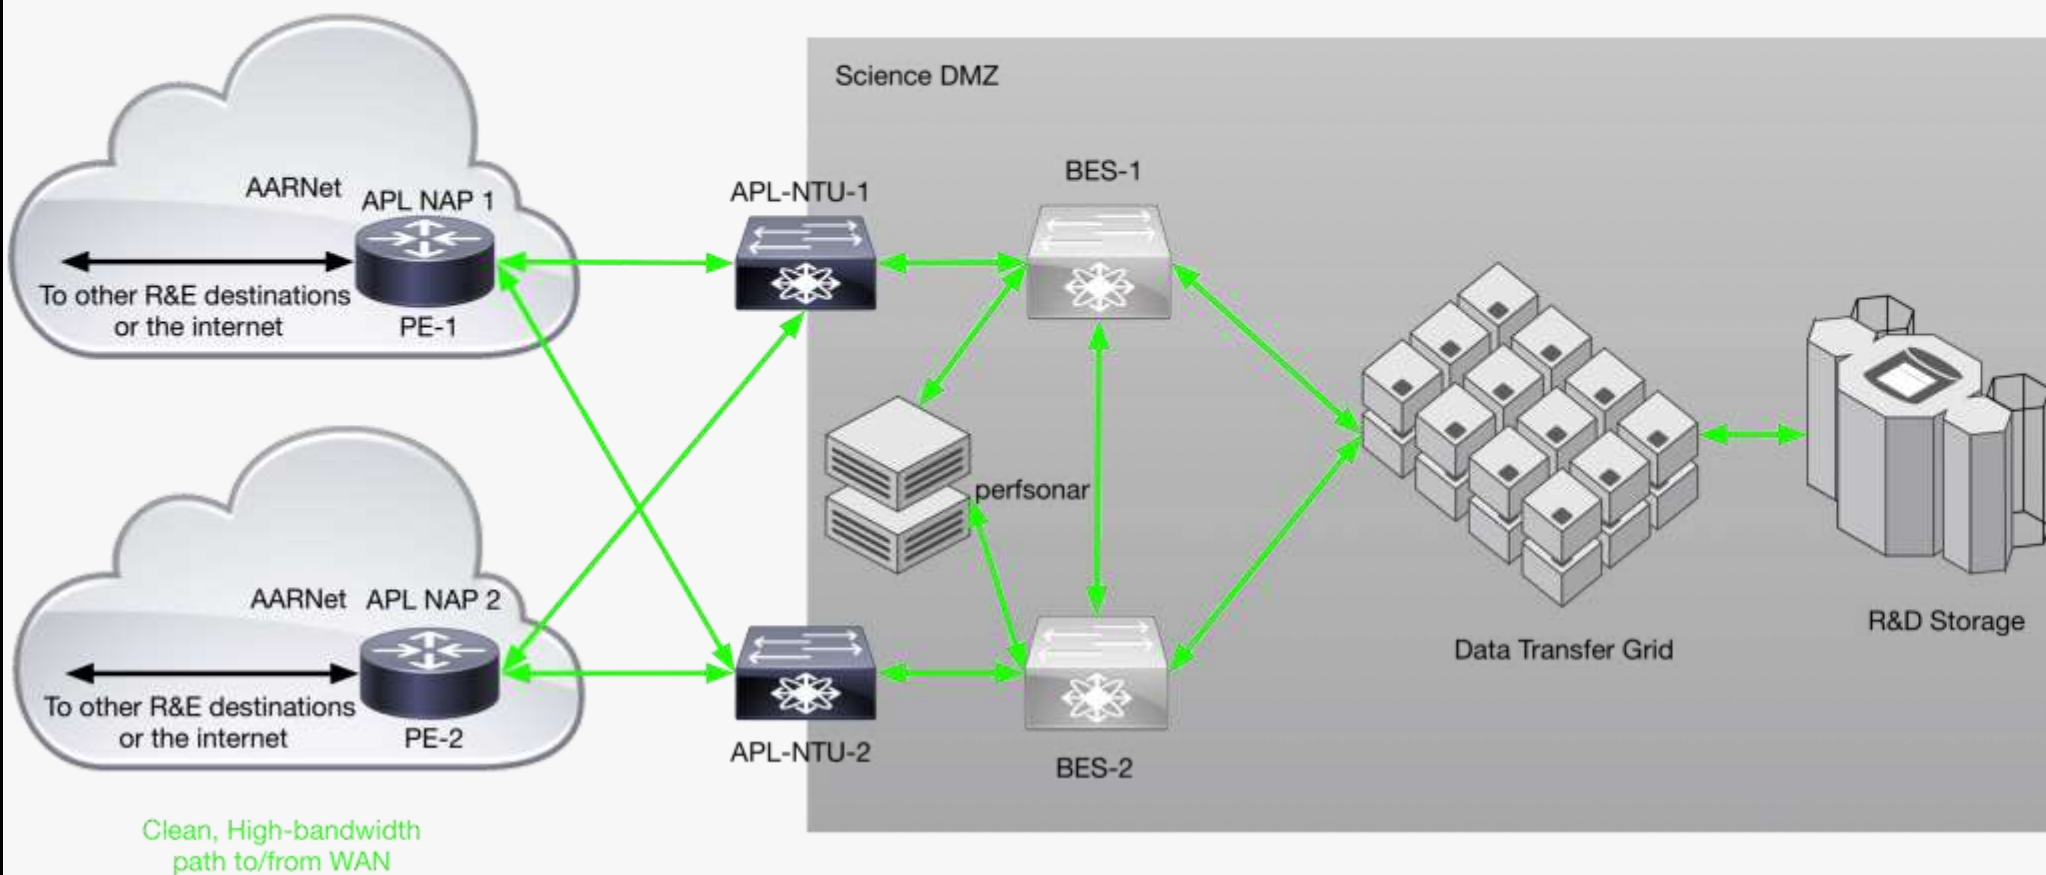 Science DMZ
AARNet
APL NAP 1
To other R&E destinations
or the internet
PE-1
APL-NTU-1
BES-1
perfsonar
AARNet
APL NAP 2
To other R&E destinations
or the internet
PE-2
APL-NTU-2
BES-2
Data Transfer Grid
R&D Storage
Clean, High-bandwidth
path to/from WAN